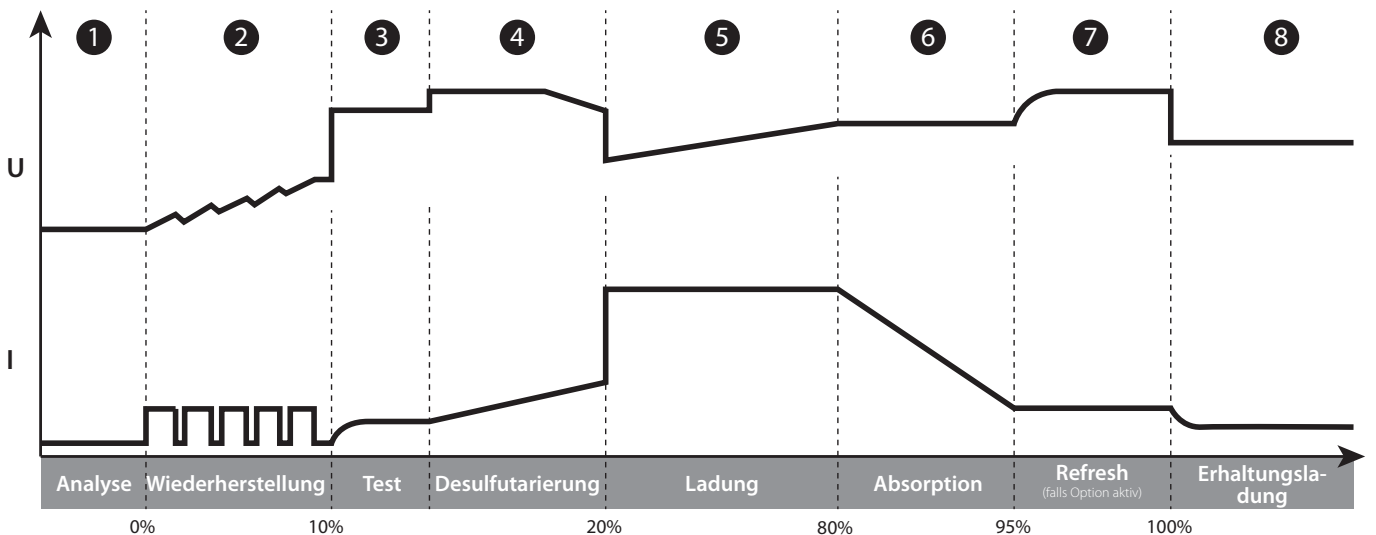 1 2 3 4 5 6 7 8
U
I
Analyse Wiederherstellung Test Desulfutarierung Ladung Absorption Refresh Erhaltungsla-
(falls Option aktiv) dung
0% 10% 20% 80% 95% 100%